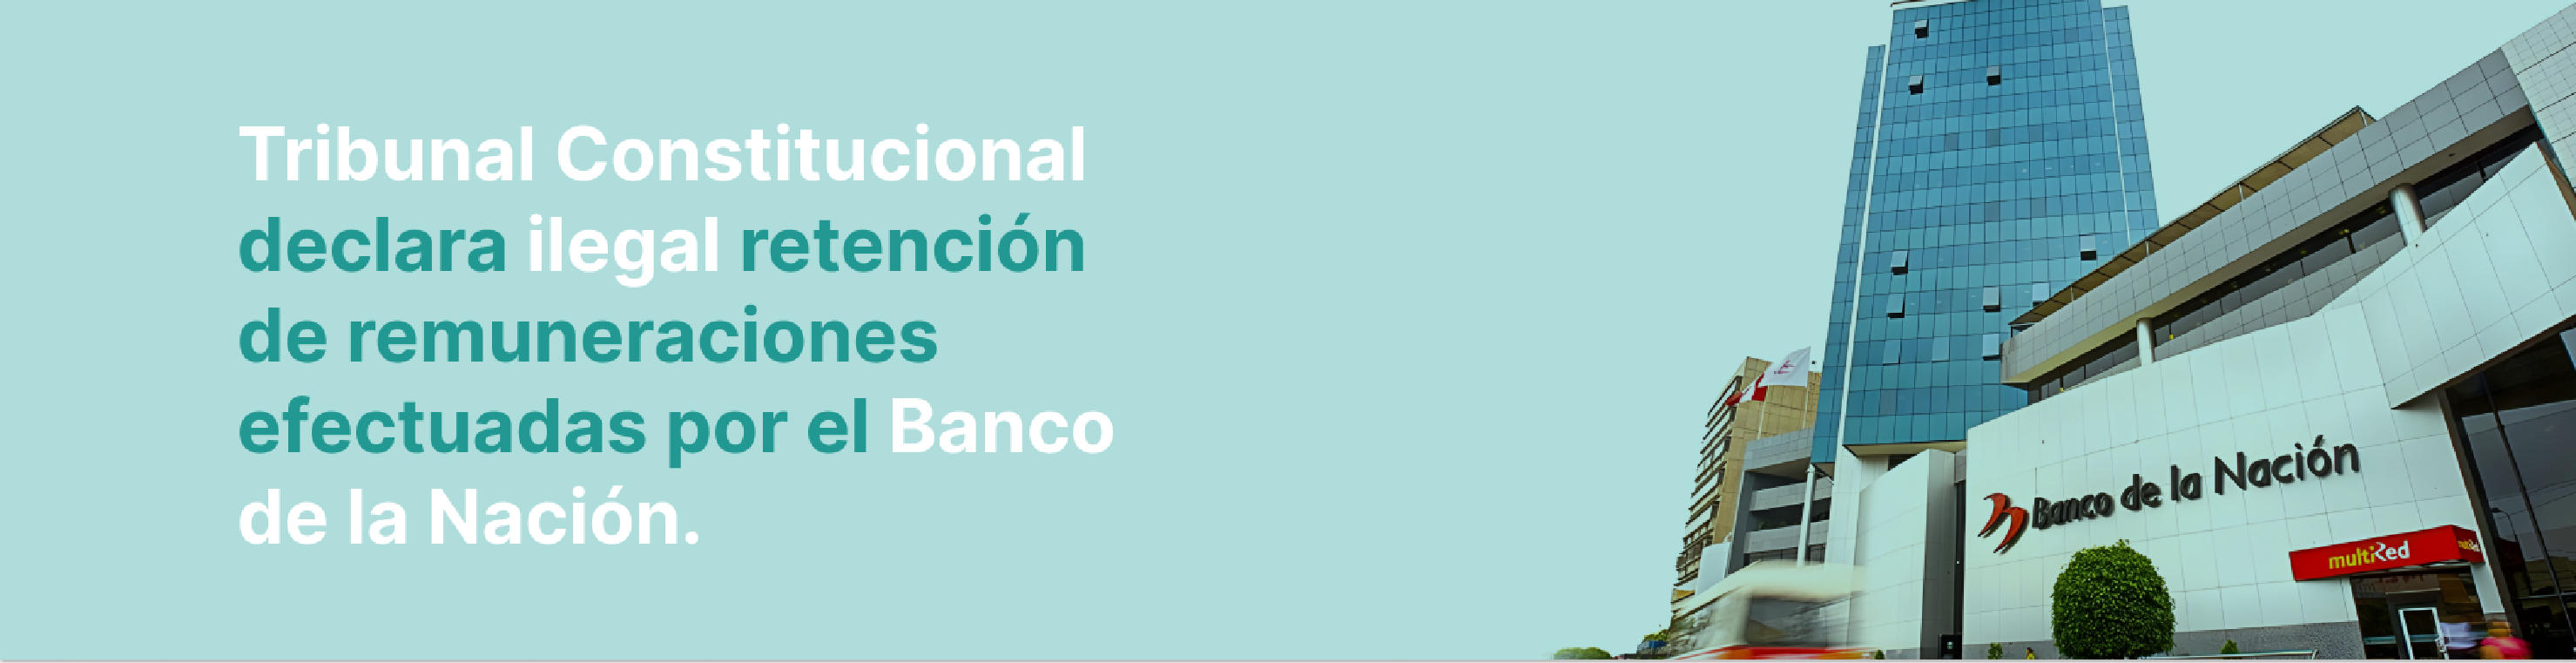 Tribunal Constitucional
declara ilegal retención
de remuneraciones
efectuadas por el Banco
de la Nación.
Banco de la Nación
multiRed